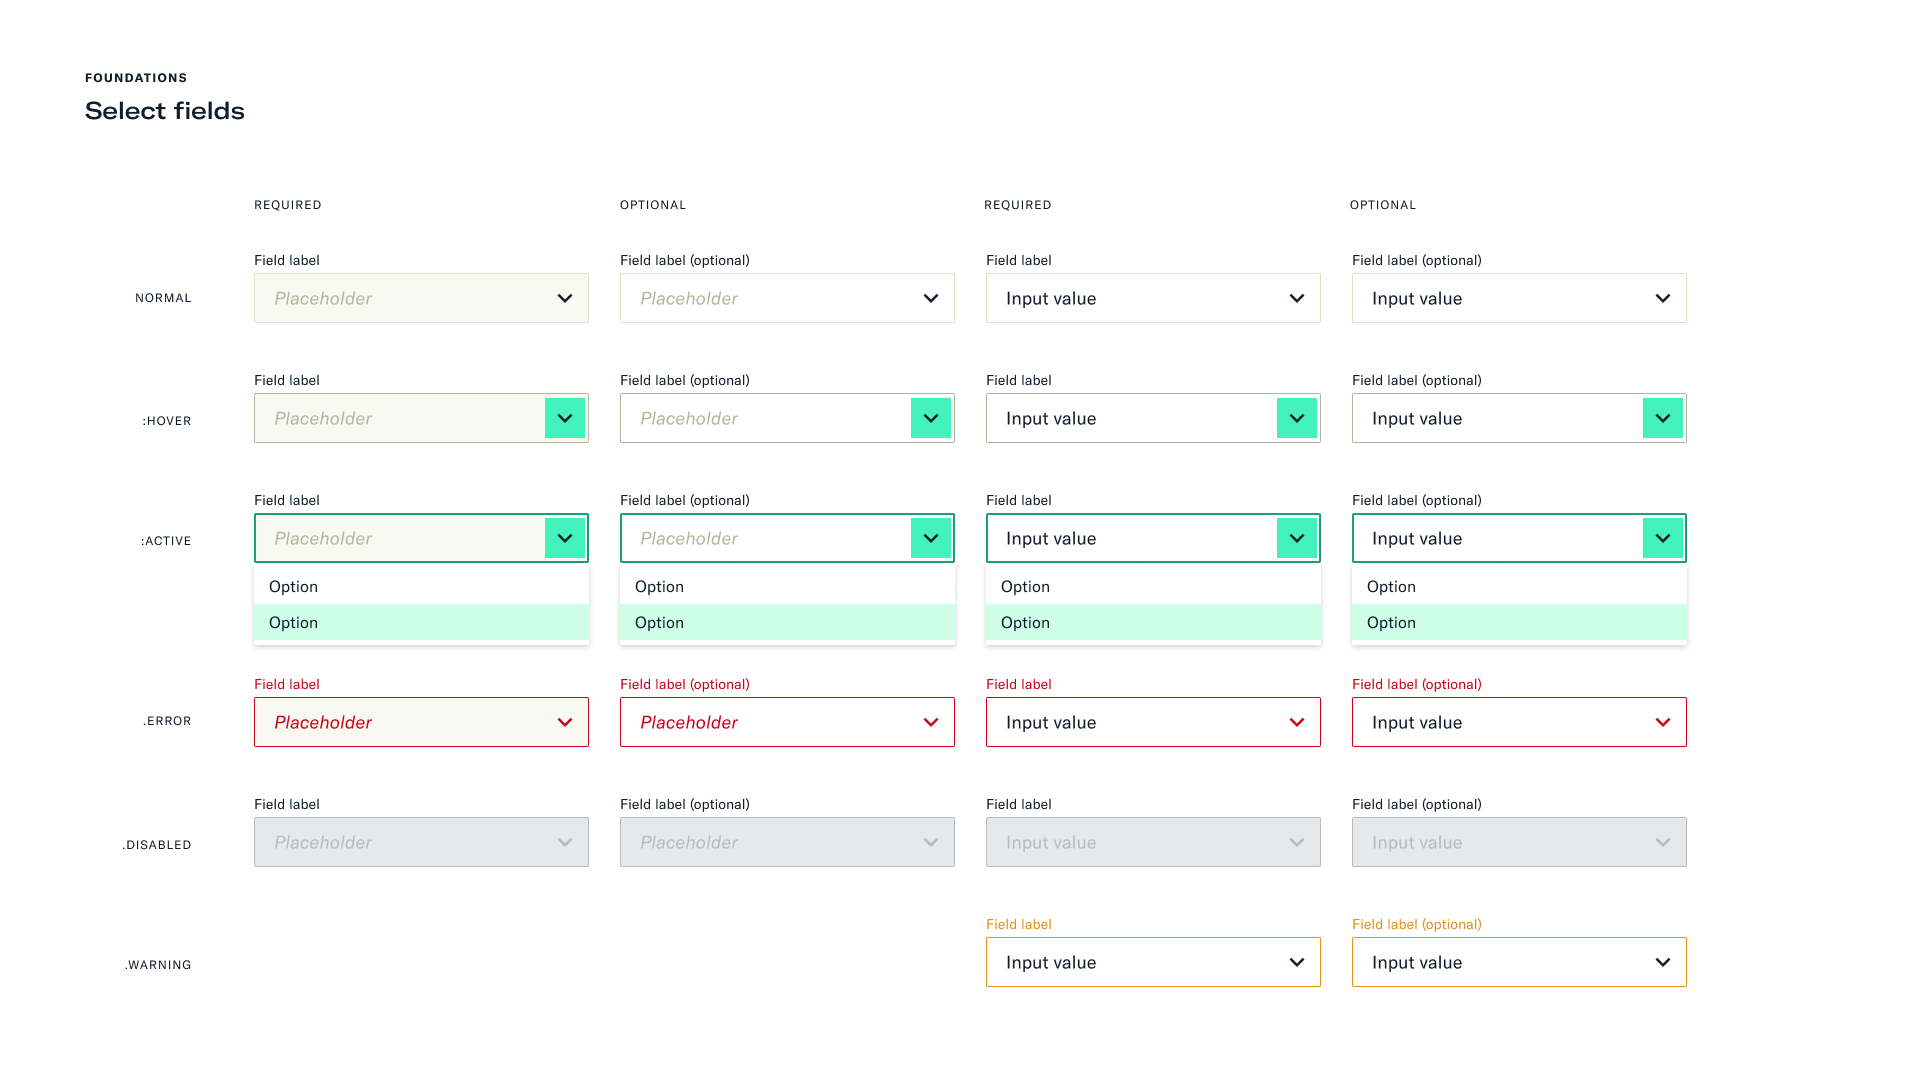 FOUNDATIONS
Select fields
REQUIRED OPTIONAL REQUIRED OPTIONAL
Field label Field label (optional) Field label Field label (optional)
NORMAL Placeholder Placeholder Input value Input value
Field label Field label (optional) Field label Field label (optional)
:HOVER Placeholder Placeholder Input value Input value
Field label Field label (optional) Field label Field label (optional)
:ACTIVE Placeholder Placeholder Input value Input value
Option Option Option Option
Option Option Option Option
Field label Field label (optional) Field label Field label (optional)
.ERROR Placeholder Placeholder Input value Input value
Field label Field label (optional) Field label Field label (optional)
.DISABLED Placeholder Placeholder Input value Input value
Field label Field label (optional)
.WARNING Input value Input value